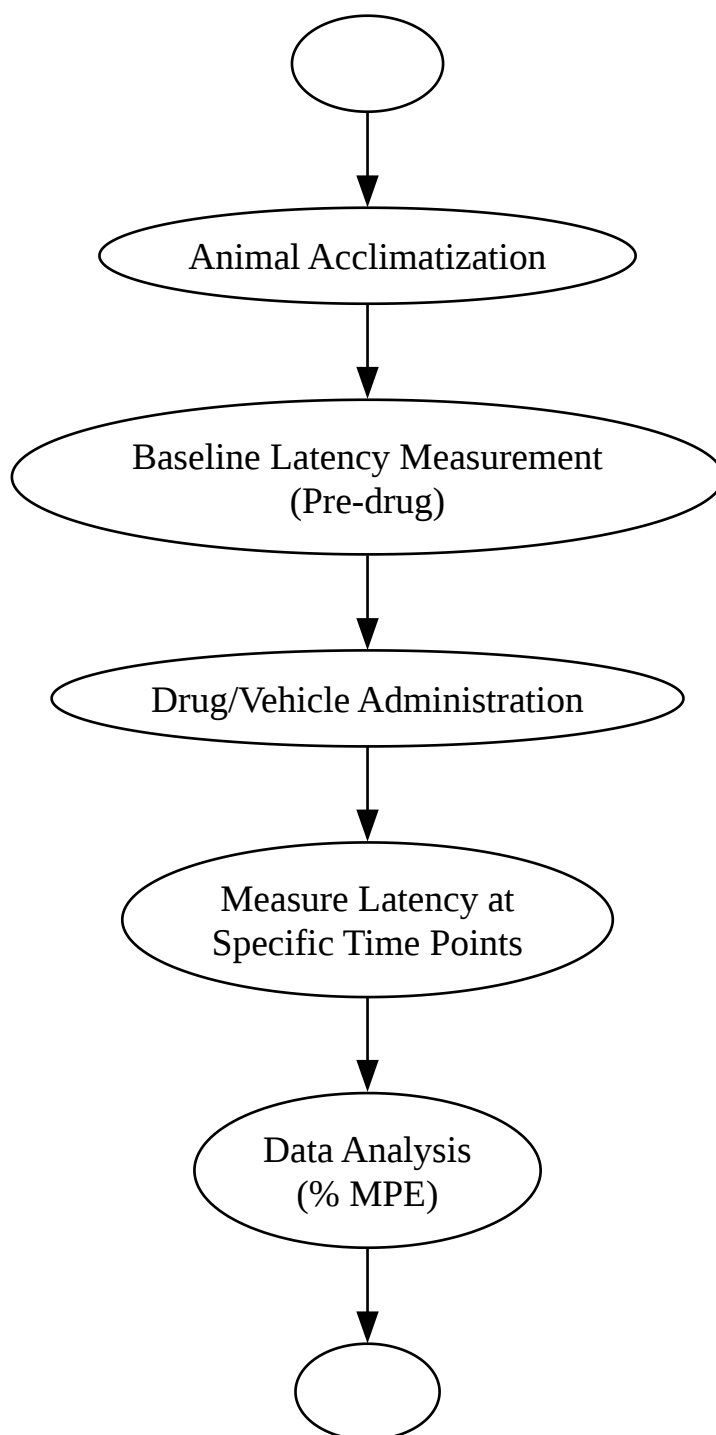 Animal Acclimatization
Baseline Latency Measurement
(Pre-drug)
Drug/Vehicle Administration
Measure Latency at
Specific Time Points
Data Analysis
(% MPE)